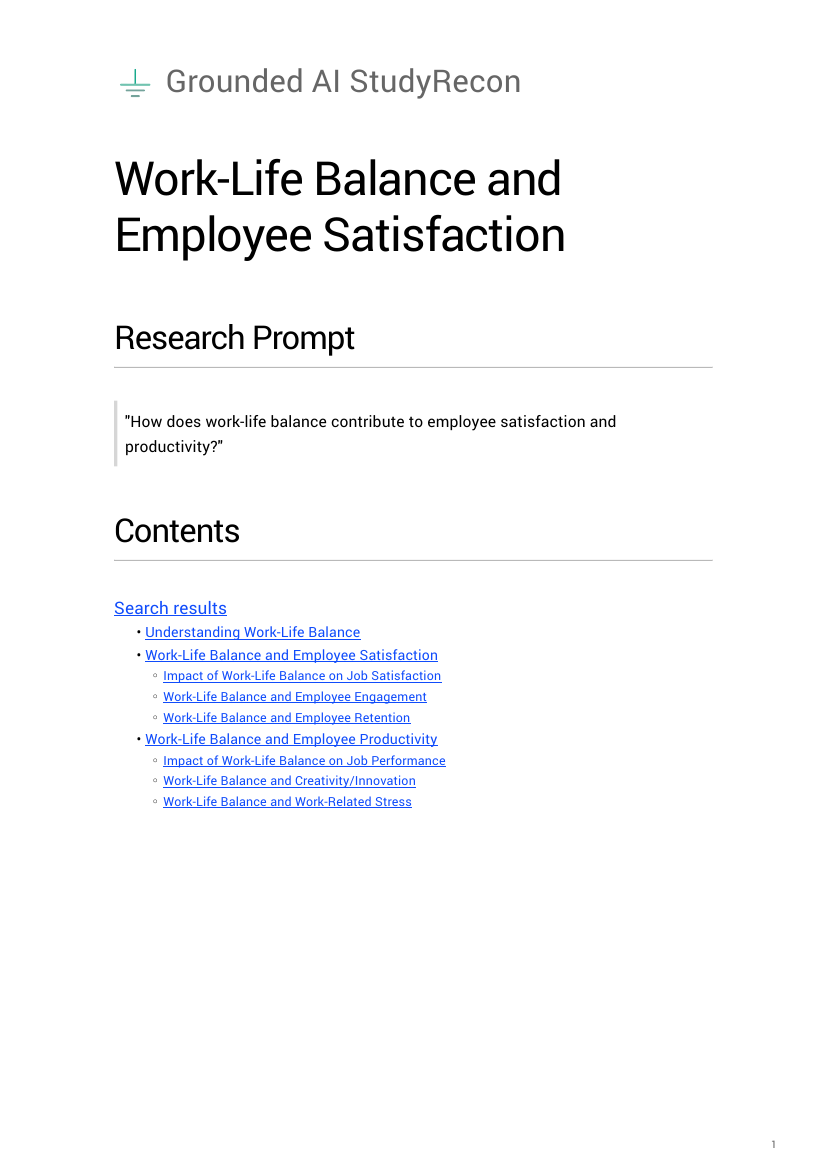 Grounded AI StudyRecon
Work-Life Balance and
Employee Satisfaction
Research Prompt
"How does work-life balance contribute to employee satisfaction and
productivity?"
Contents
Search results
• Understanding Work-Life Balance
• Work-Life Balance and Employee Satisfaction
◦ Impact of Work-Life Balance on Job Satisfaction
◦ Work-Life Balance and Employee Engagement
◦ Work-Life Balance and Employee Retention
• Work-Life Balance and Employee Productivity
◦ Impact of Work-Life Balance on Job Performance
◦ Work-Life Balance and Creativity/Innovation
◦ Work-Life Balance and Work-Related Stress
1